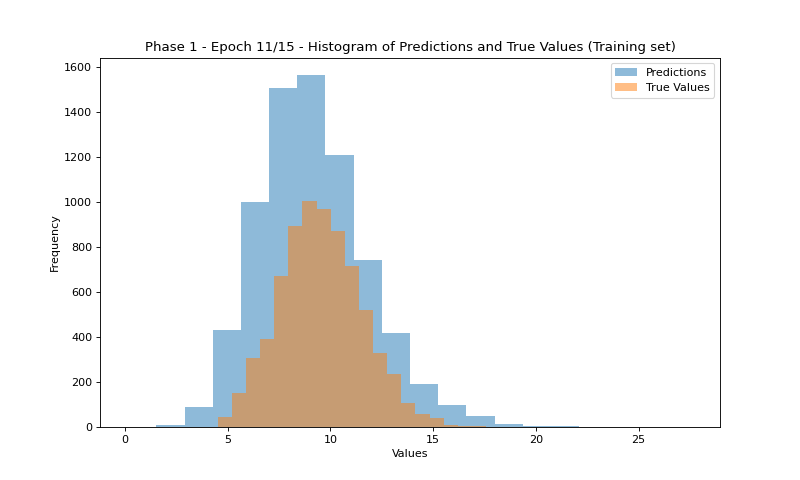 Phase 1 - Epoch 11/15 - Histogram of Predictions and True Values (Training set)
Predictions
True Values
Frequency
1600
1400
1200
1000
800
600
400
200
0
0 5 10 15 20 25
Values